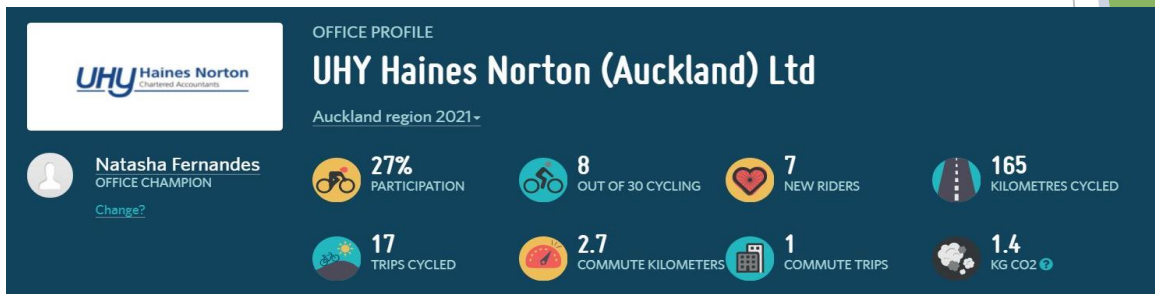 OFFICE PROFILE
UHY Haines Norton (Auckland) Ltd
UHY Haines Norton
Chartered Accountants
Auckland region 2021
Natasha Fernandes
OFFICE CHAMPION
Change?
27%
PARTICIPATION
8
OUT OF 30 CYCLING
7
NEW RIDERS
165
KILOMETRES CYCLED
17
TRIPS CYCLED
2.7
COMMUTE KILOMETERS
1
COMMUTE TRIPS
1.4
KG CO2 ?